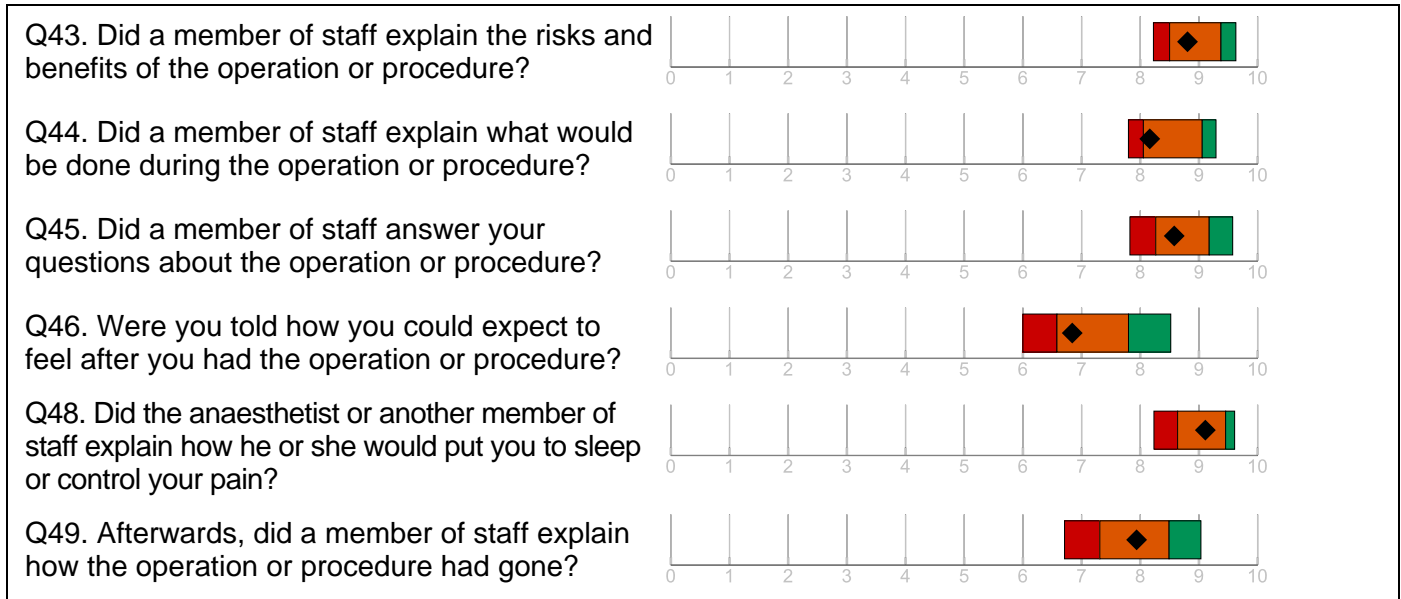 Q43. Did a member of staff explain the risks and
benefits of the operation or procedure?
0 1 2 3 4 5 6 7 8 9 10
Q44. Did a member of staff explain what would
be done during the operation or procedure?
0 1 2 3 4 5 6 7 8 9 10
Q45. Did a member of staff answer your
questions about the operation or procedure?
0 1 2 3 4 5 6 7 8 9 10
Q46. Were you told how you could expect to
feel after you had the operation or procedure?
0 1 2 3 4 5 6 7 8 9 10
Q48. Did the anaesthetist or another member of
staff explain how he or she would put you to sleep
or control your pain?
0 1 2 3 4 5 6 7 8 9 10
Q49. Afterwards, did a member of staff explain
how the operation or procedure had gone?
0 1 2 3 4 5 6 7 8 9 10